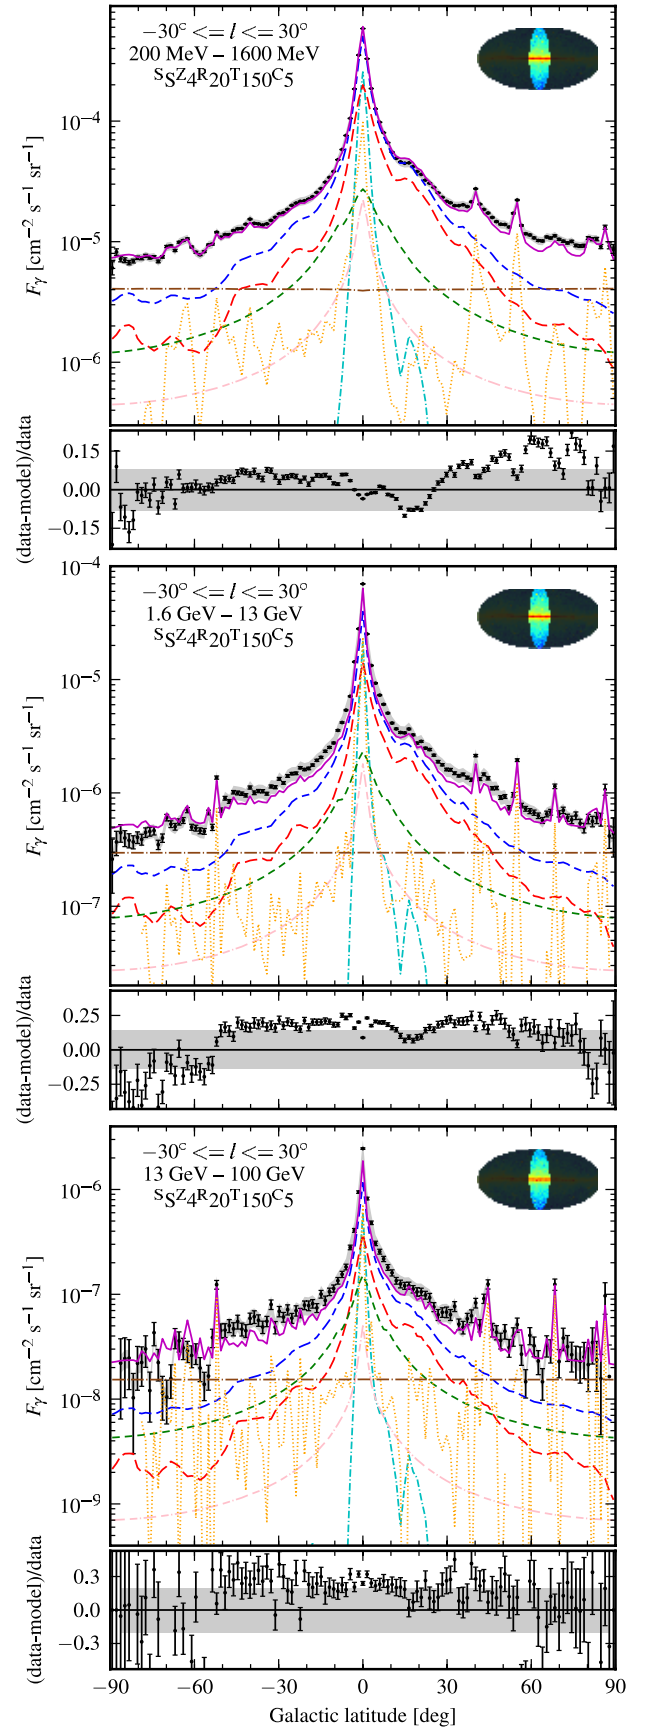 −30° <= l <= 30°
200 MeV – 1600 MeV
SSZ4R20T150C5
10−4
10−5
10−6
Fγ [cm−2 s−1 sr−1]
0.15
0.00
−0.15
(data-model))/data
−30° <= l <= 30°
1.6 GeV – 13 GeV
SSZ4R20T150C5
10−4
10−5
10−6
10−7
Fγ [cm−2 s−1 sr−1]
0.25
0.00
−0.25
(data-model))/data
−30° <= l <= 30°
13 GeV – 100 GeV
SSZ4R20T150C5
10−6
10−7
10−8
10−9
Fγ [cm−2 s−1 sr−1]
0.3
0.0
−0.3
(data-model))/data
−90 −60 −30 0 30 60 90
Galactic latitude [deg]